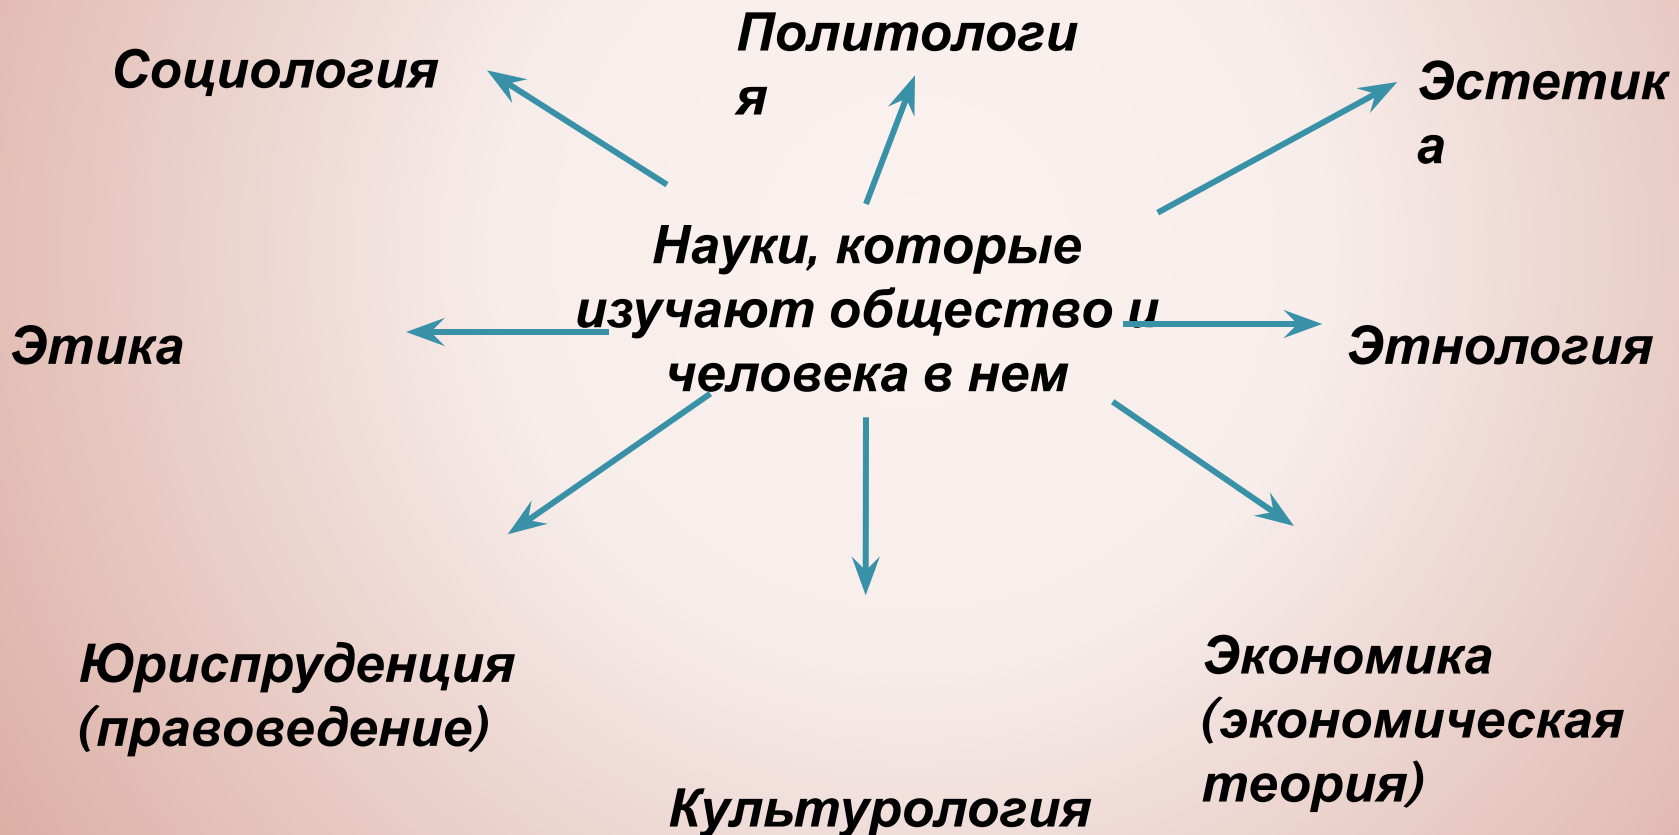 Социология
Политологи
я
Эстетик
а
Науки, которые
изучают общество и
человека в нем
Этика
Этнология
Юриспруденция
(правоведение)
Культурология
Экономика
(экономическая
теория)